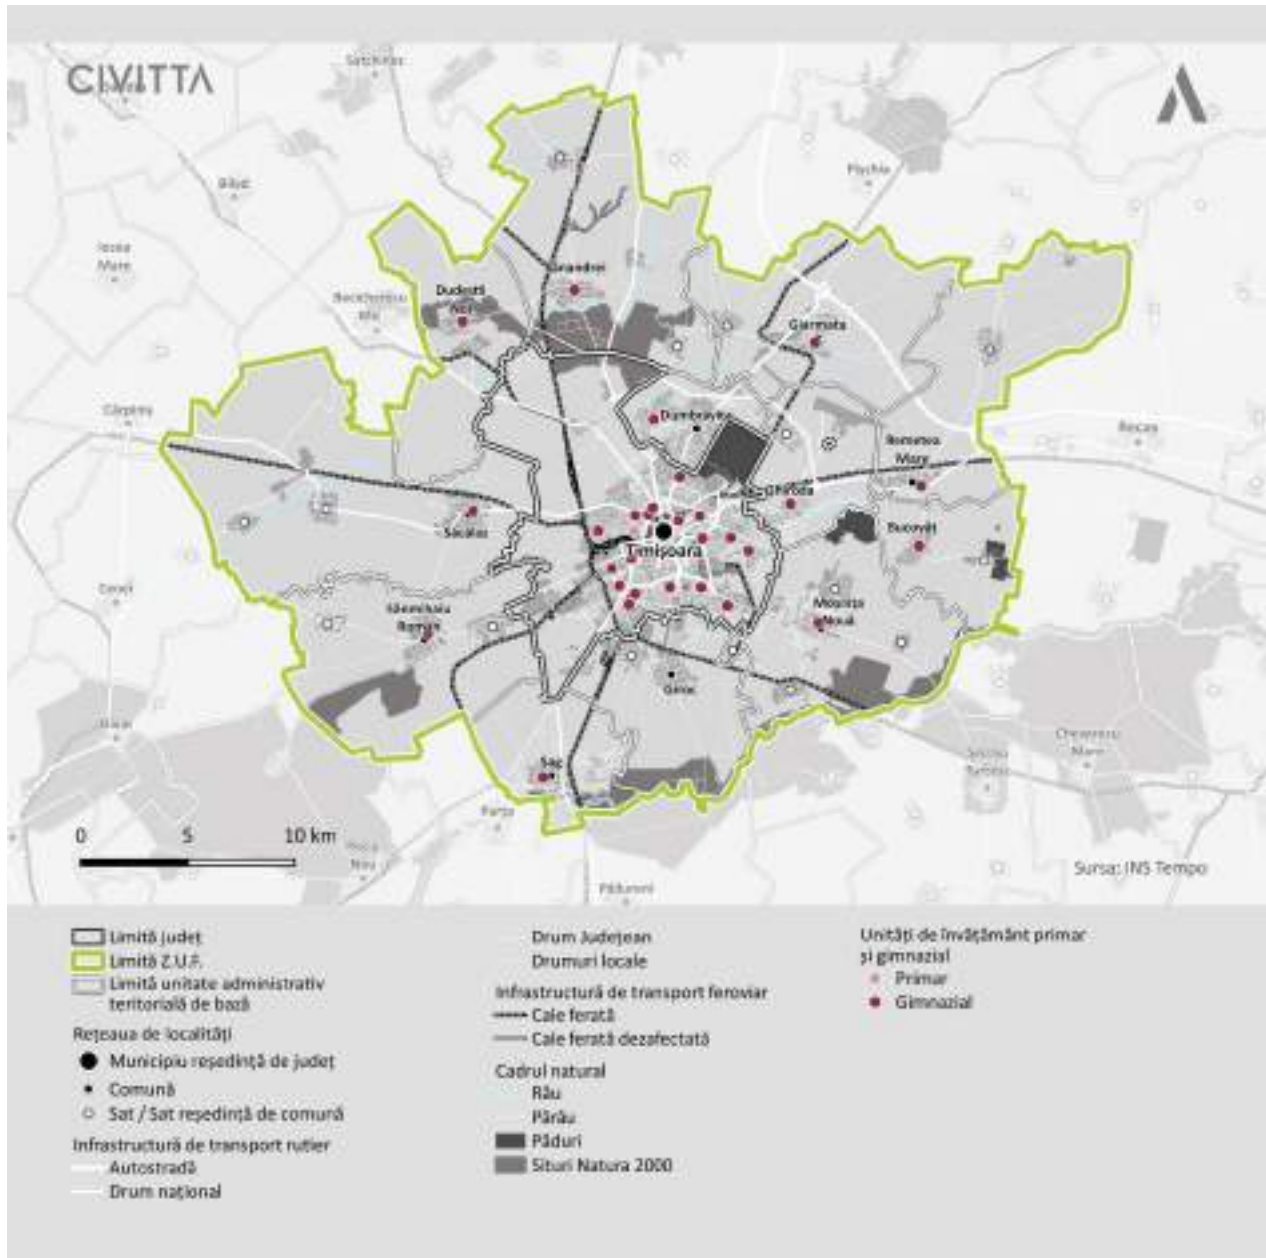 CIVITTA
Satchinez
Biled
Pișchia
Iecea
Mare
Becicherecu
Mic
Dudeștii
Noi
Giarmata
Cărpiniș
Dumbrăvița
Recaș
Remetea
Mare
Ghiroda
Săcălaz
Timișoara
Bucovăț
Cenei
Sânmihaiu
Român
Moșnița
Nouă
Giroc
Șag
Parța
Pădureni
0 5 10 km
Sursa: INS Tempo
Limită județ
Limită Z.U.F.
Limită unitate administrativ
teritorială de bază
Rețeaua de localități
Municipiu reședință de județ
Comună
Sat / Sat reședință de comună
Infrastructură de transport rutier
Autostradă
Drum național
Drum Județean
Drumuri locale
Infrastructură de transport feroviar
Cale ferată
Cale ferată dezafectată
Cadrul natural
Râu
Pârâu
Păduri
Situri Natura 2000
Unități de învățământ primar
și gimnazial
Primar
Gimnazial